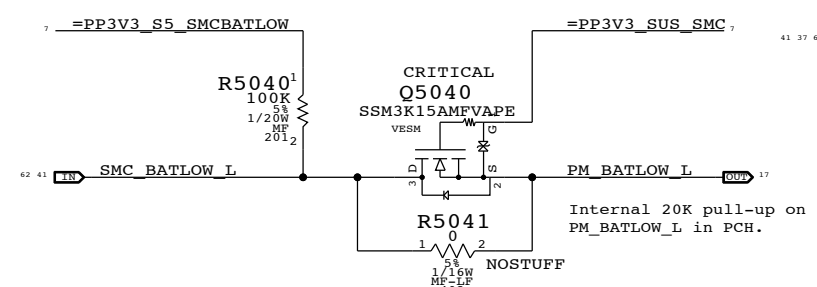 7 =PP3V3_S5_SMCBATLOW
=PP3V3_SUS_SMC 7
41 37 6
CRITICAL
Q5040
SSM3K15AMFVAPE
VESM
R5040 1
100K
5%
1/20W
MF
201 2
G 1
D 3
S 2
62 41 IN SMC_BATLOW_L
PM_BATLOW_L OUT 17
Internal 20K pull-up on
PM_BATLOW_L in PCH.
R5041
1 0 2
5%
1/16W
MF-LF
NOSTUFF